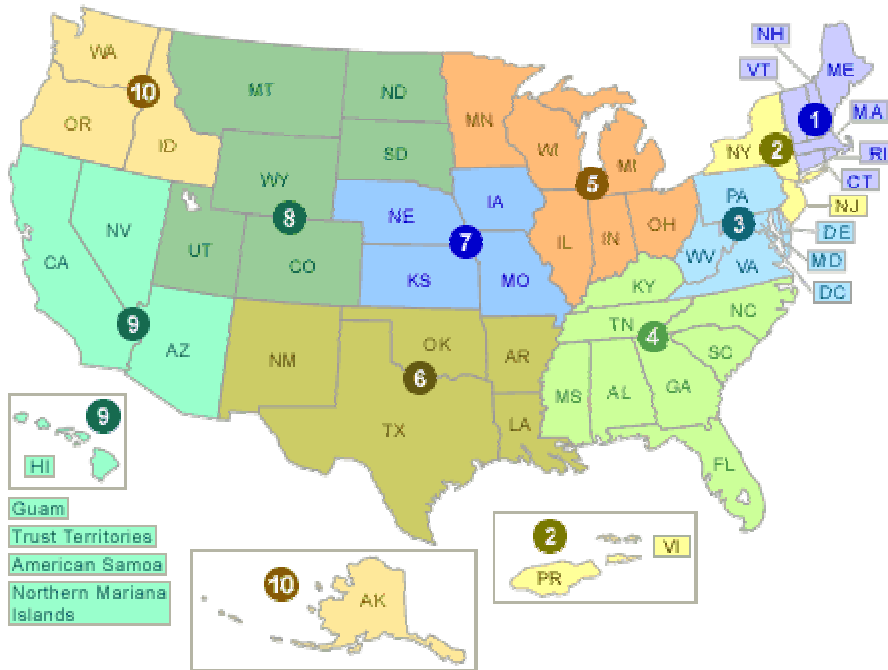 NH
WA
VT
ME
10
MT
ND
MN
1
MA
OR
ID
WI
NY
2
RI
SD
MI
CT
WY
5
PA
NJ
8
NE
IA
3
DE
NV
UT
7
IL
IN
OH
WV
MD
CA
CO
KS
MO
VA
DC
KY
9
NC
AZ
NM
OK
AR
TN
4
SC
6
MS
AL
GA
9
TX
LA
HI
FL
Guam
Trust Territories
2
VI
American Samoa
10
PR
Northern Mariana
Islands
AK